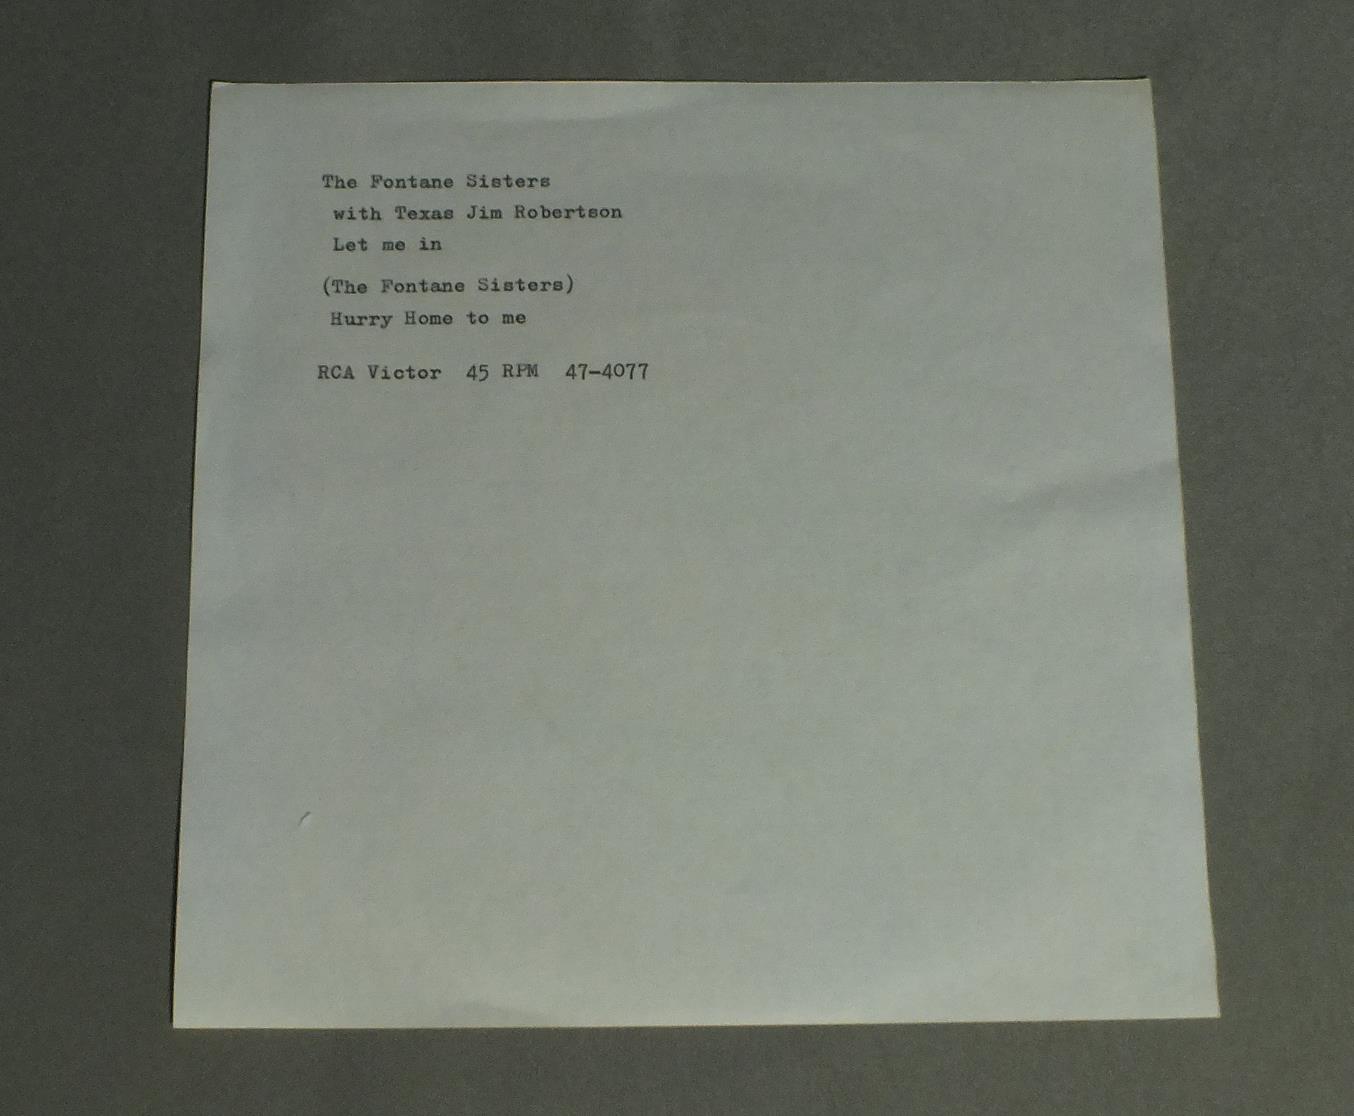 The Fontane Sisters
with Texas Jim Robertson
Let me in
(The Fontane Sisters)
Hurry Home to me
RCA Victor 45 RPM 47-4077